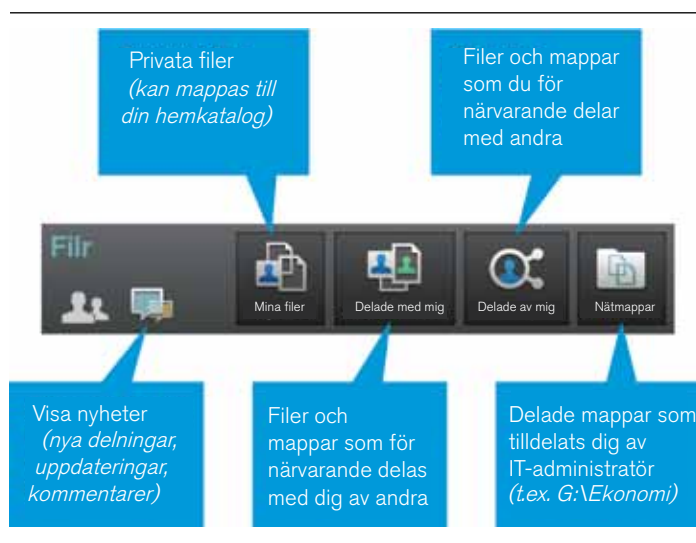 Privata filer
(kan mappas till
din hemkatalog)
Filer och mappar
som du för
närvarande delar
med andra
Filr
Mina filer
Delade med mig
Delade av mig
Nätmappar
Visa nyheter
(nya delningar,
uppdateringar,
kommentarer)
Filer och
mappar som för
närvarande delas
med dig av andra
Delade mappar som
tilldelats dig av
IT-administratör
(t.ex. G:\Ekonomi)